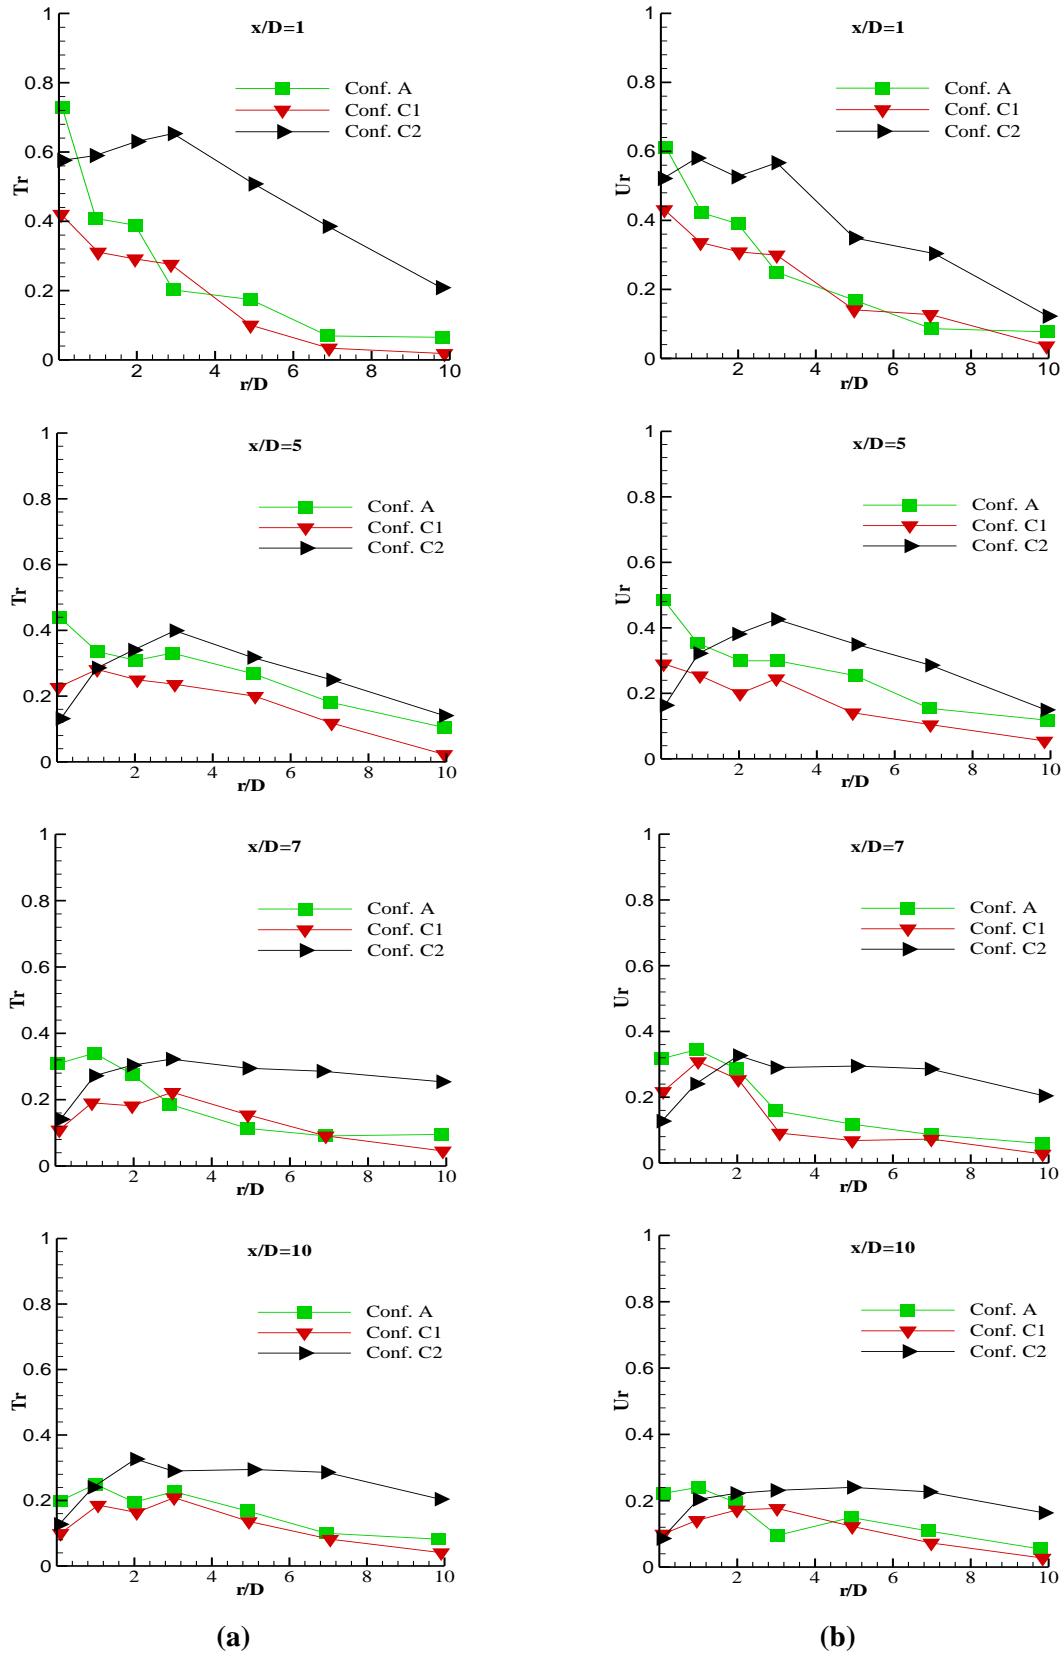 x/D=1
Conf. A
Conf. C1
Conf. C2
1
0.8
0.6
0.4
0.2
0
Tr
2 4 6 8 10
r/D
x/D=1
Conf. A
Conf. C1
Conf. C2
1
0.8
0.6
0.4
0.2
0
Ur
2 4 6 8 10
r/D
x/D=5
Conf. A
Conf. C1
Conf. C2
1
0.8
0.6
0.4
0.2
0
Tr
2 4 6 8 10
r/D
x/D=5
Conf. A
Conf. C1
Conf. C2
1
0.8
0.6
0.4
0.2
0
Ur
2 4 6 8 10
r/D
x/D=7
Conf. A
Conf. C1
Conf. C2
1
0.8
0.6
0.4
0.2
0
Tr
2 4 6 8 10
r/D
x/D=7
Conf. A
Conf. C1
Conf. C2
1
0.8
0.6
0.4
0.2
0
Ur
2 4 6 8 10
r/D
x/D=10
Conf. A
Conf. C1
Conf. C2
1
0.8
0.6
0.4
0.2
0
Tr
2 4 6 8 10
r/D
x/D=10
Conf. A
Conf. C1
Conf. C2
1
0.8
0.6
0.4
0.2
0
Ur
2 4 6 8 10
r/D
(a)
(b)